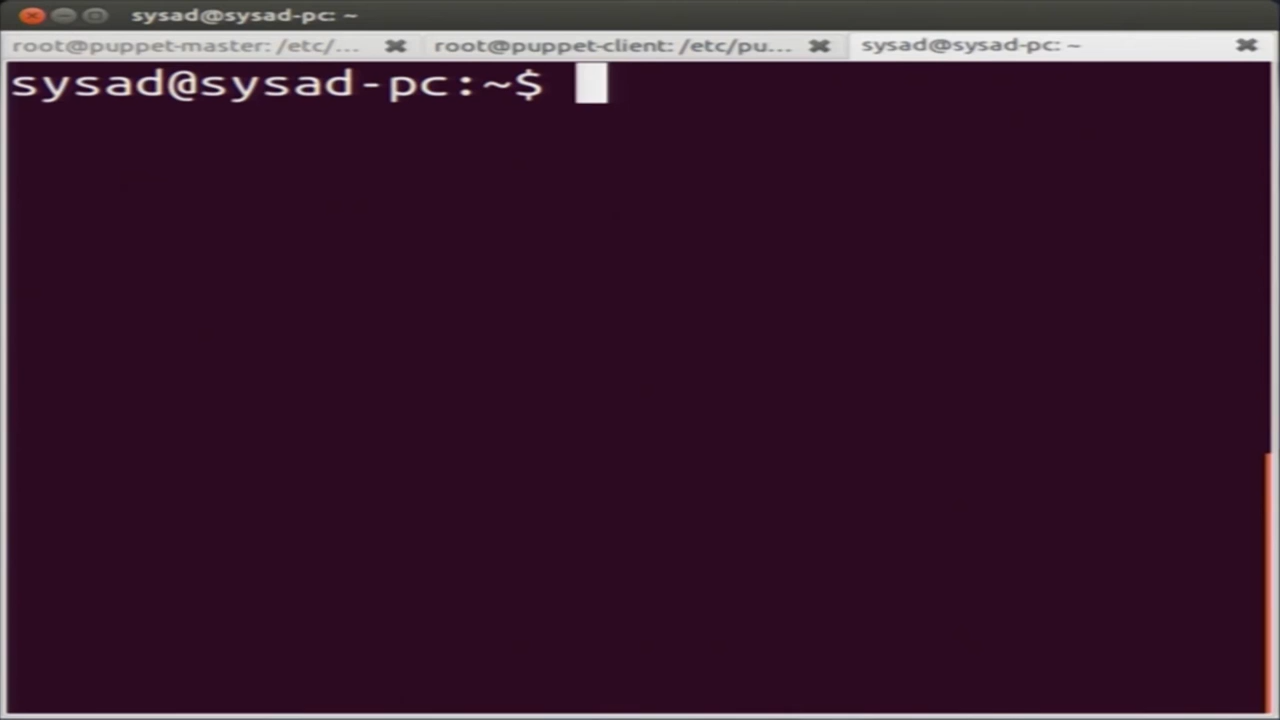 sysad@sysad-pc: ~
root@puppet-master: /etc/... root@puppet-client: /etc/pu... sysad@sysad-pc: ~
sysad@sysad-pc:~$